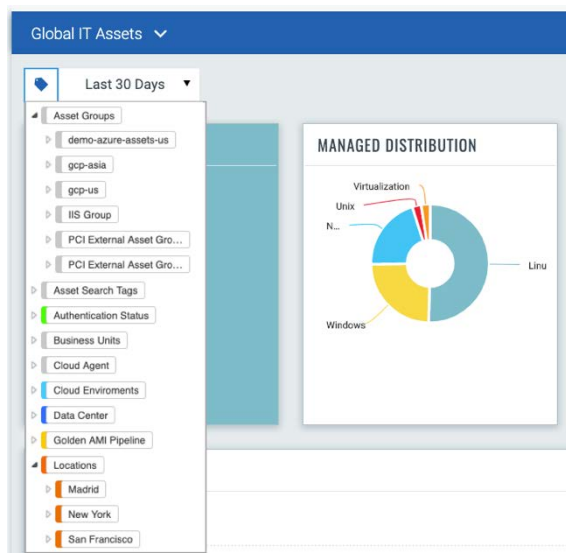 Global IT Assets
Last 30 Days
Asset Groups
demo-azure-assets-us
gcp-asia
gcp-us
IIS Group
PCI External Asset Gro...
PCI External Asset Gro...
Asset Search Tags
Authentication Status
Business Units
Cloud Agent
Cloud Enviroments
Data Center
Golden AMI Pipeline
Locations
Madrid
New York
San Francisco
MANAGED DISTRIBUTION
Virtualization
Unix
N...
Linu
Windows